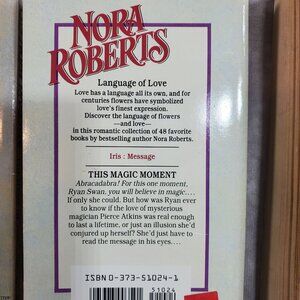 NORA
ROBERTS
Language of Love
Love has a language all its own, and for
centuries flowers have symbolized
love's finest expression.
Discover the language of flowers
—and love—
in this romantic collection of 48 favorite
books by bestselling author Nora Roberts.
Iris : Message
THIS MAGIC MOMENT
Abracadabra! For this one moment,
Ryan Swan, you will believe in magic. . . .
If only she could. But how was Ryan ever
to know if the love of mysterious
magician Pierce Atkins was real enough
to last a lifetime, or just an illusion she'd
conjured up herself? She'd just have to
read the message in his eyes. . . .
ISBN 0-373-51024-1
51024